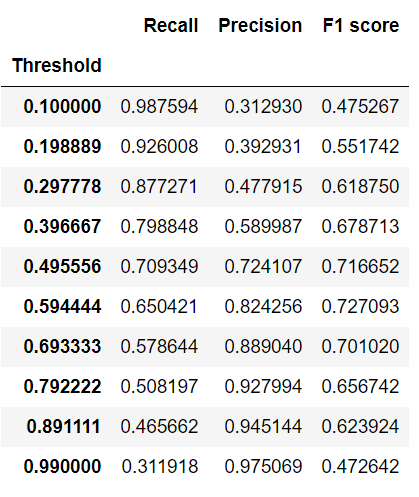 Recall Precision F1 score
Threshold
0.100000 0.987594 0.312930 0.475267
0.198889 0.926008 0.392931 0.551742
0.297778 0.877271 0.477915 0.618750
0.396667 0.798848 0.589987 0.678713
0.495556 0.709349 0.724107 0.716652
0.594444 0.650421 0.824256 0.727093
0.693333 0.578644 0.889040 0.701020
0.792222 0.508197 0.927994 0.656742
0.891111 0.465662 0.945144 0.623924
0.990000 0.311918 0.975069 0.472642